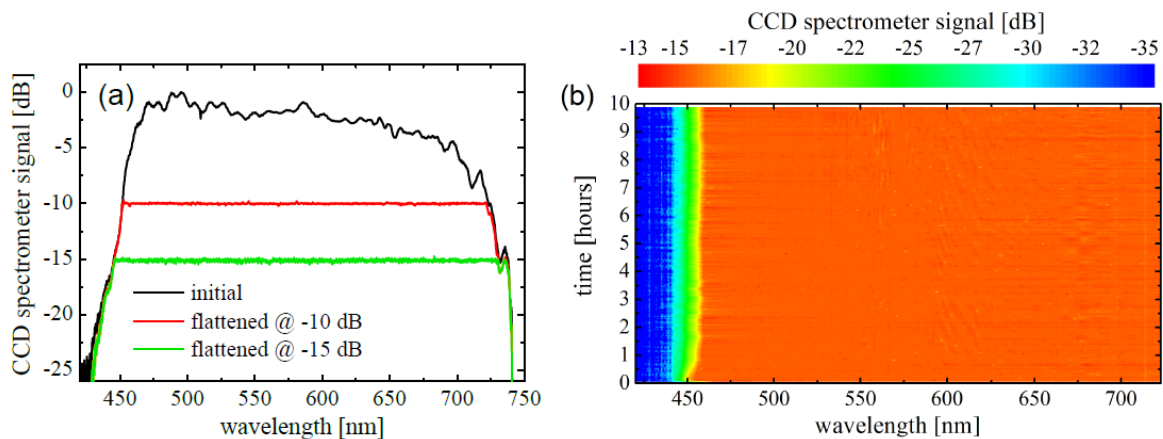 CCD spectrometer signal [dB]
-13 -15 -17 -20 -22 -25 -27 -30 -32 -35
(a)
CCD spectrometer signal [dB]
0
-5
-10
-15
-20
-25
initial
flattened @ -10 dB
flattened @ -15 dB
450 500 550 600 650 700 750
wavelength [nm]
(b)
time [hours]
10
9
8
7
6
5
4
3
2
1
0
450 500 550 600 650 700
wavelength [nm]